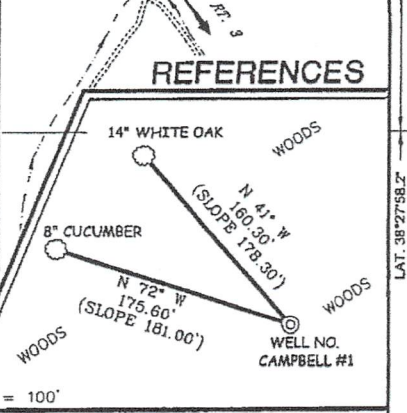 RT. 3
REFERENCES
14" WHITE OAK
WOODS
N 41° W
160.30'
(SLOPE 178.30')
LAT. 38°27'58.2"
8" CUCUMBER
N 72° W
175.60'
(SLOPE 181.00')
WOODS
WOODS
WELL NO.
CAMPBELL #1
= 100'